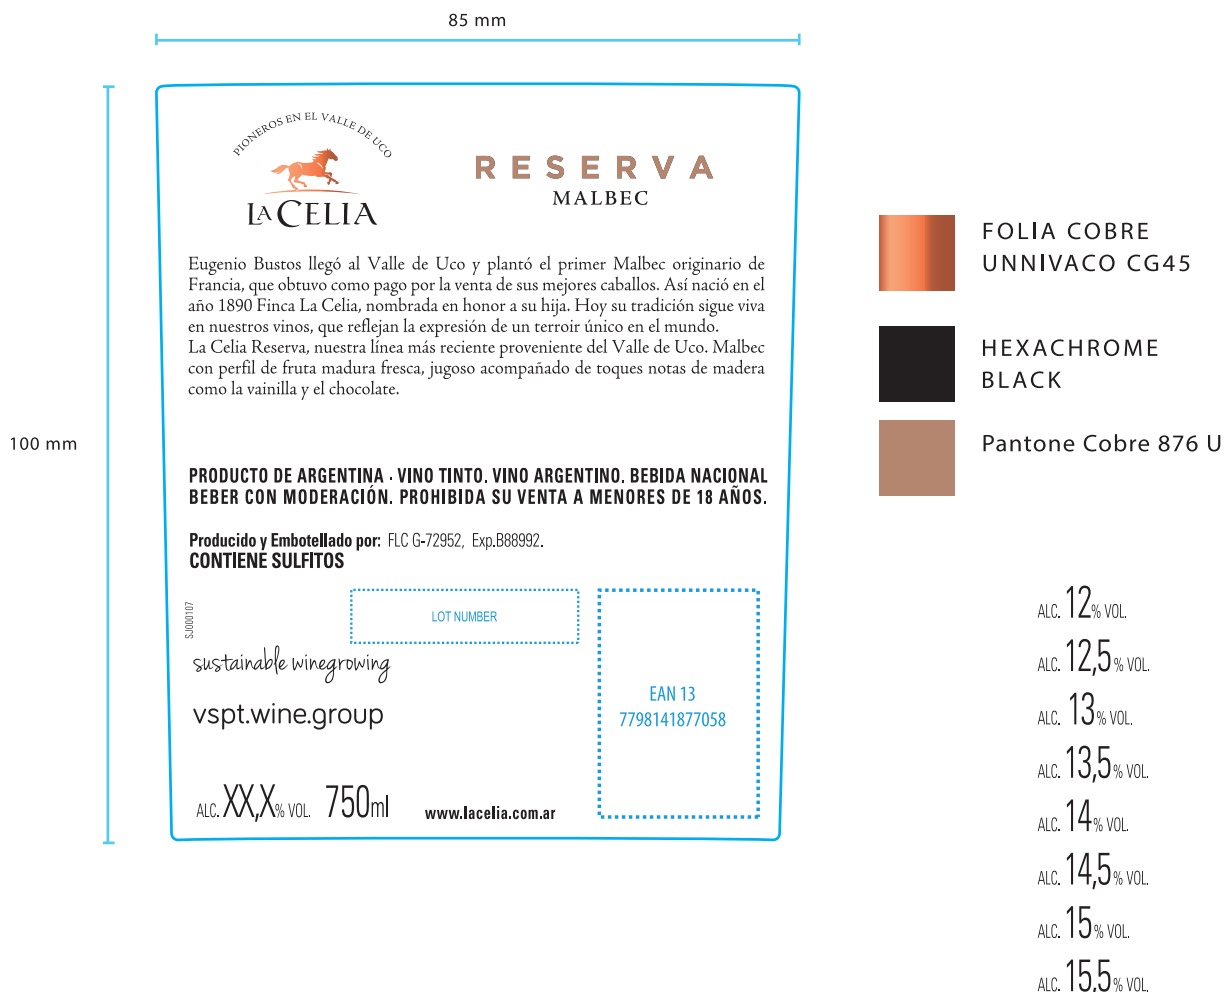 85 mm
100 mm
PIONEROS EN EL VALLE DE UCO
LA CELIA
RESERVA
MALBEC
Eugenio Bustos llegó al Valle de Uco y plantó el primer Malbec originario de
Francia, que obtuvo como pago por la venta de sus mejores caballos. Así nació en el
año 1890 Finca La Celia, nombrada en honor a su hija. Hoy su tradición sigue viva
en nuestros vinos, que reflejan la expresión de un terroir único en el mundo.
La Celia Reserva, nuestra línea más reciente proveniente del Valle de Uco. Malbec
con perfil de fruta madura fresca, jugoso acompañado de toques notas de madera
como la vainilla y el chocolate.
PRODUCTO DE ARGENTINA · VINO TINTO. VINO ARGENTINO. BEBIDA NACIONAL
BEBER CON MODERACIÓN. PROHIBIDA SU VENTA A MENORES DE 18 AÑOS.
Producido y Embotellado por: FLC G-72952, Exp.B88992.
CONTIENE SULFITOS
SJ000107
LOT NUMBER
sustainable winegrowing
vspt.wine.group
EAN 13
7798141877058
ALC. XX,X% VOL. 750ml
www.lacelia.com.ar
FOLIA COBRE
UNNIVACO CG45
HEXACHROME
BLACK
Pantone Cobre 876 U
ALC. 12% VOL.
ALC. 12,5% VOL.
ALC. 13% VOL.
ALC. 13,5% VOL.
ALC. 14% VOL.
ALC. 14,5% VOL.
ALC. 15% VOL.
ALC. 15,5% VOL.